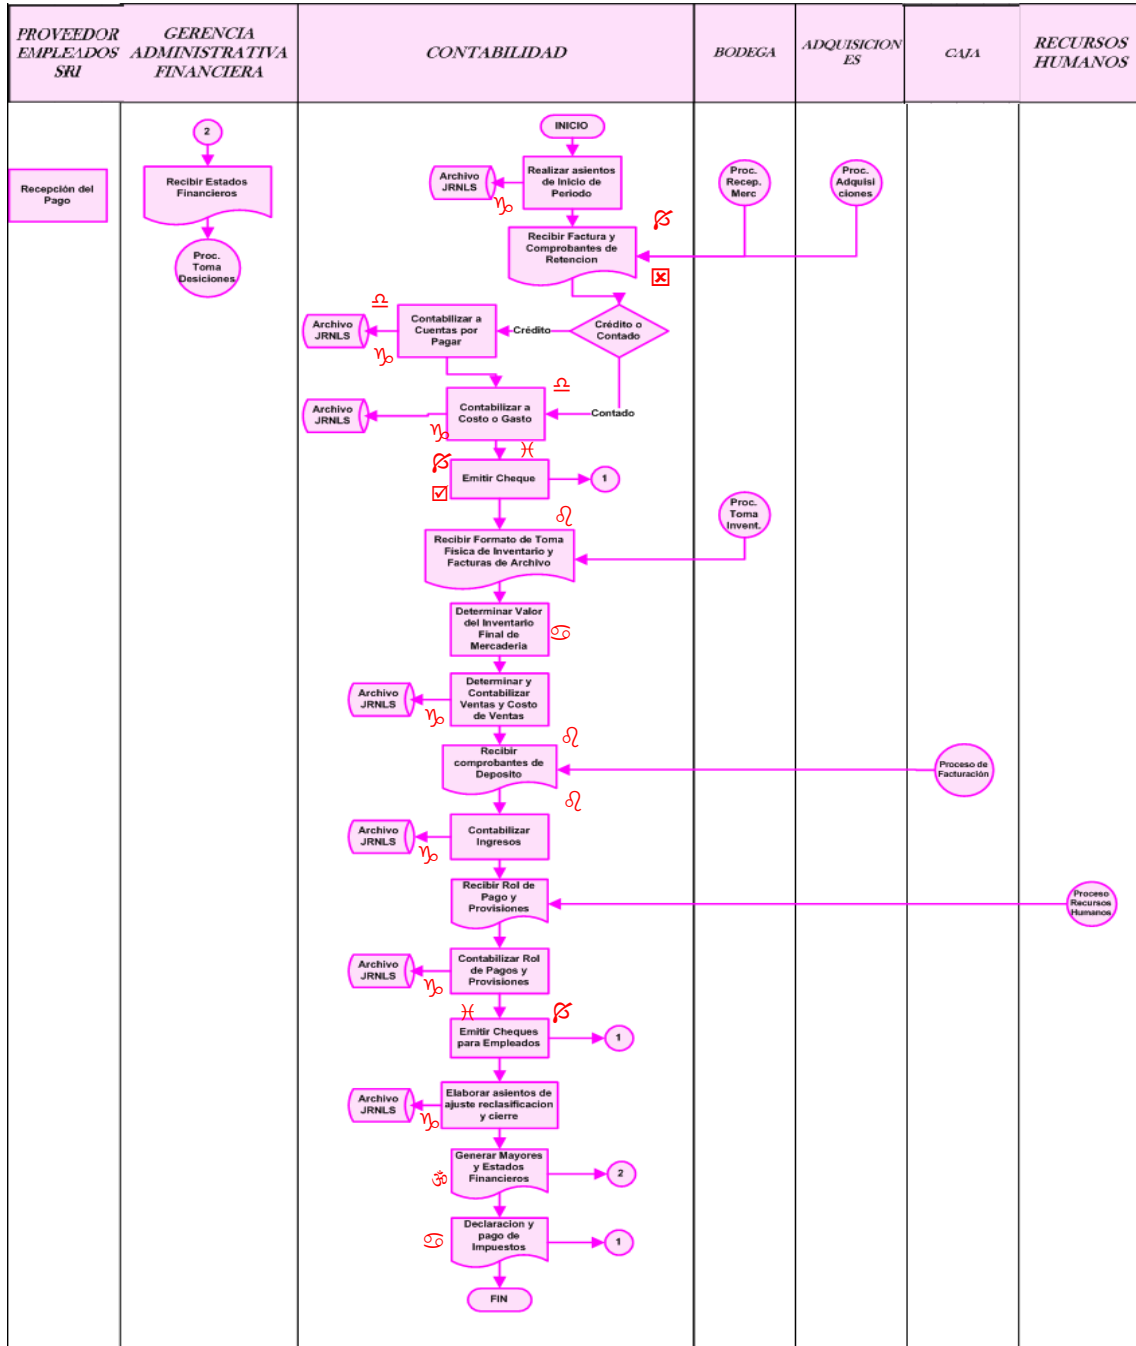 PROVEEDOR
EMPLEADOS
SRI
GERENCIA
ADMINISTRATIVA
FINANCIERA
CONTABILIDAD
BODEGA
ADQUISICION
ES
CAJA
RECURSOS
HUMANOS
2
INICIO
Recepción del
Pago
Recibir Estados
Financieros
Archivo
JRNLS
Realizar asientos
de Inicio de
Periodo
Proc.
Recep.
Merc
Proc.
Adquisi
ciones
Proc.
Toma
Desiciones
Recibir Factura y
Comprobantes de
Retencion
Archivo
JRNLS
Contabilizar a
Cuentas por
Pagar
Crédito
Crédito o
Contado
Archivo
JRNLS
Contabilizar a
Costo o Gasto
Contado
Emitir Cheque
1
Proc.
Toma
Invent.
Recibir Formato de Toma
Física de Inventario y
Facturas de Archivo
Determinar Valor
del Inventario
Final de
Mercaderia
Archivo
JRNLS
Determinar y
Contabilizar
Ventas y Costo
de Ventas
Recibir
comprobantes de
Deposito
Proceso de
Facturación
Archivo
JRNLS
Contabilizar
Ingresos
Recibir Rol de
Pago y
Provisiones
Proceso
Recursos
Humanos
Archivo
JRNLS
Contabilizar Rol
de Pagos y
Provisiones
Emitir Cheques
para Empleados
1
Archivo
JRNLS
Elaborar asientos de
ajuste reclasificacion
y cierre
Generar Mayores
y Estados
Financieros
2
Declaracion y
pago de
Impuestos
1
FIN